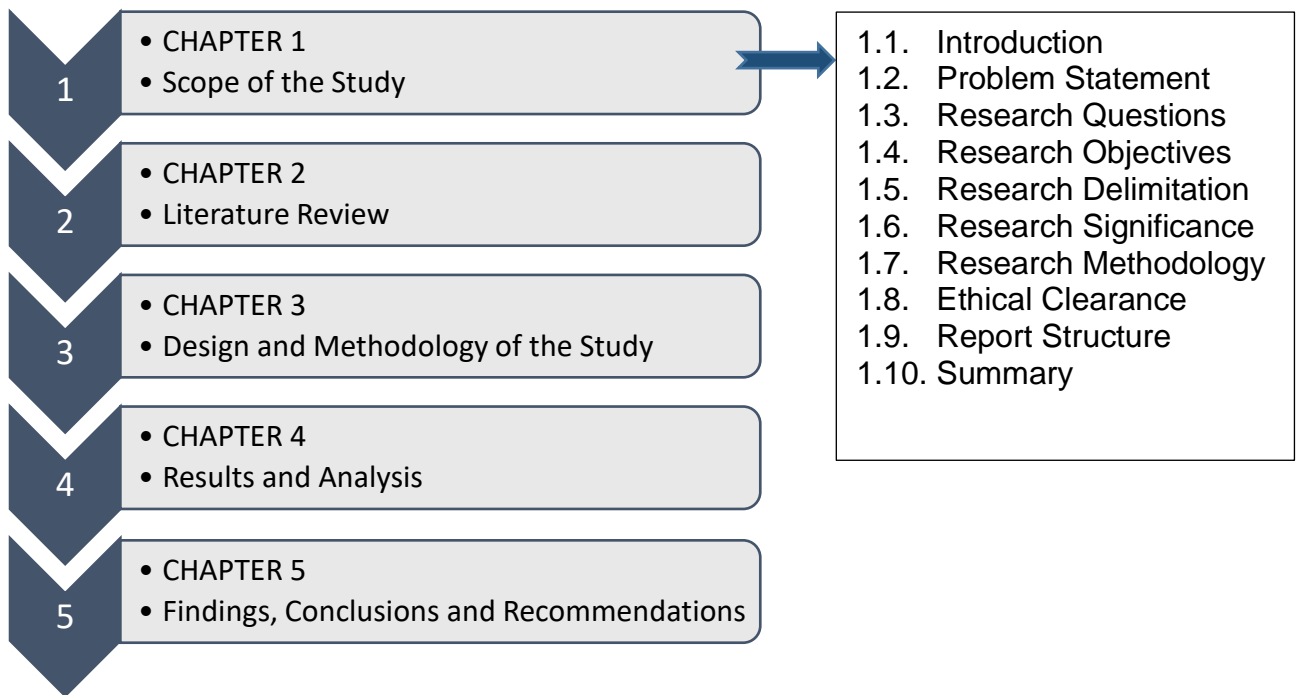 1
• CHAPTER 1
• Scope of the Study
2
• CHAPTER 2
• Literature Review
3
• CHAPTER 3
• Design and Methodology of the Study
4
• CHAPTER 4
• Results and Analysis
5
• CHAPTER 5
• Findings, Conclusions and Recommendations
1.1. Introduction
1.2. Problem Statement
1.3. Research Questions
1.4. Research Objectives
1.5. Research Delimitation
1.6. Research Significance
1.7. Research Methodology
1.8. Ethical Clearance
1.9. Report Structure
1.10. Summary